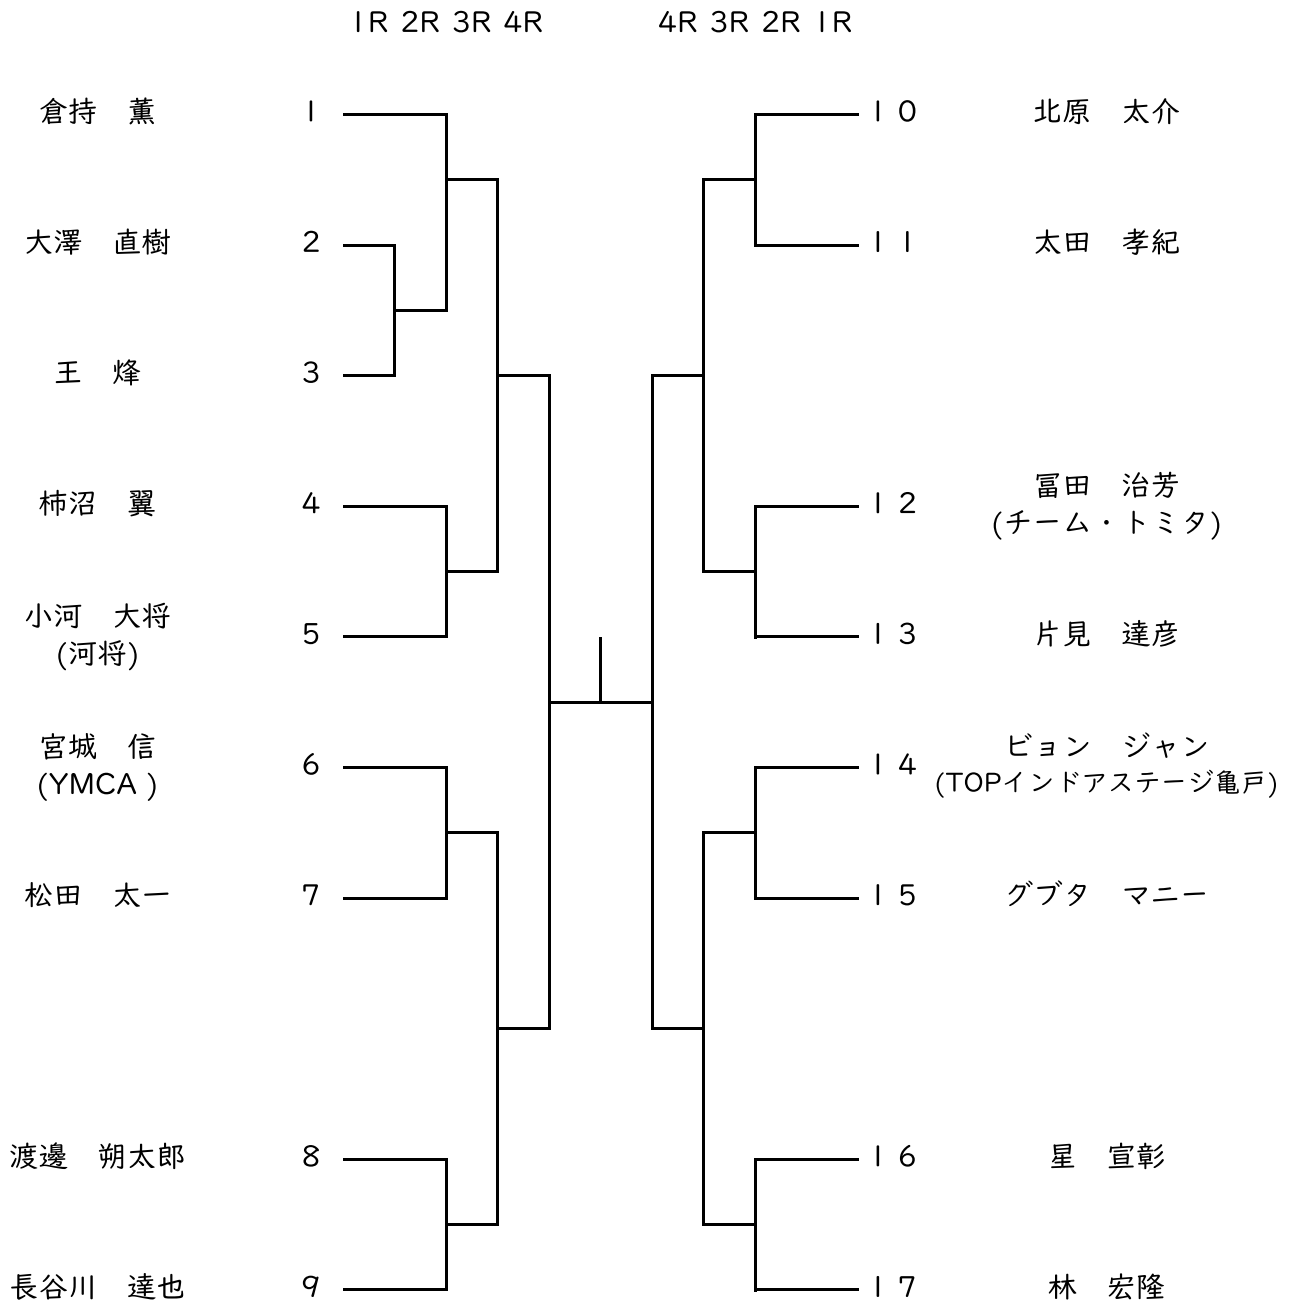 1R 2R 3R 4R 4R 3R 2R 1R
倉持　薫 1 10 北原　太介
大澤　直樹 2 11 太田　孝紀
王　烽 3
柿沼　翼 4 12 冨田　治芳
(チーム・トミタ)
小河　大将 5 13 片見　達彦
(河将)
宮城　信 6 14 ビョン　ジャン
(YMCA ) (TOPインドアステージ亀戸)
松田　太一 7 15 グプタ　マニー
渡邊　朔太郎 8 16 星　宣彰
長谷川　達也 9 17 林　宏隆